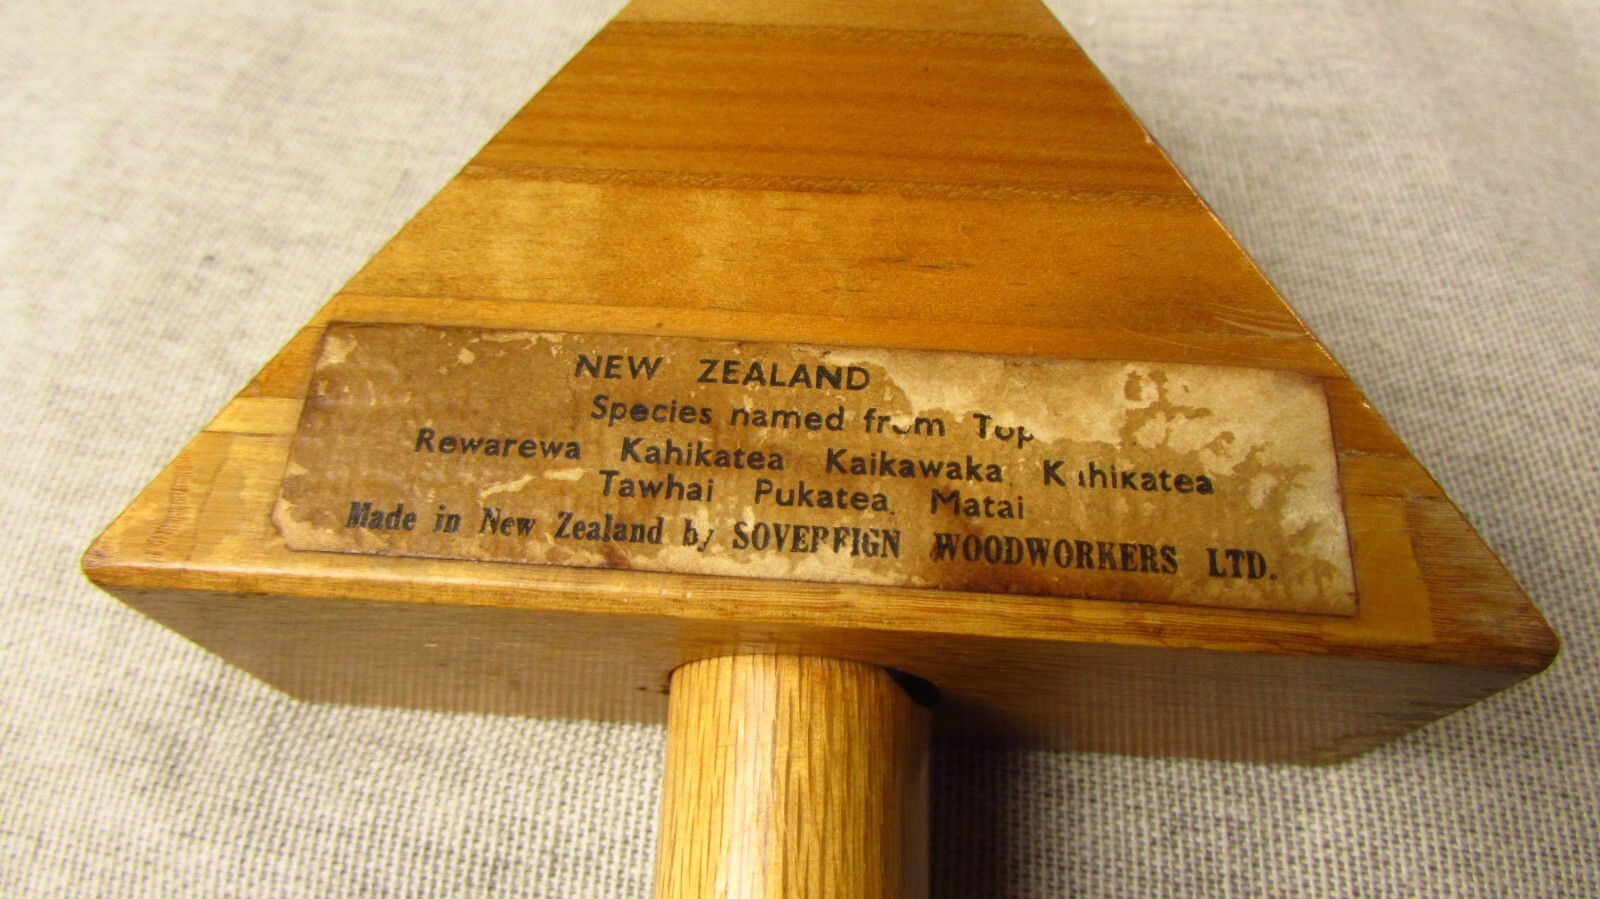 NEW ZEALAND
Species named from Top
Rewarewa Kahikatea Kaikawaka Kahikatea
Tawhai Pukatea Matai
Made in New Zealand by SOVEREIGN WOODWORKERS LTD.